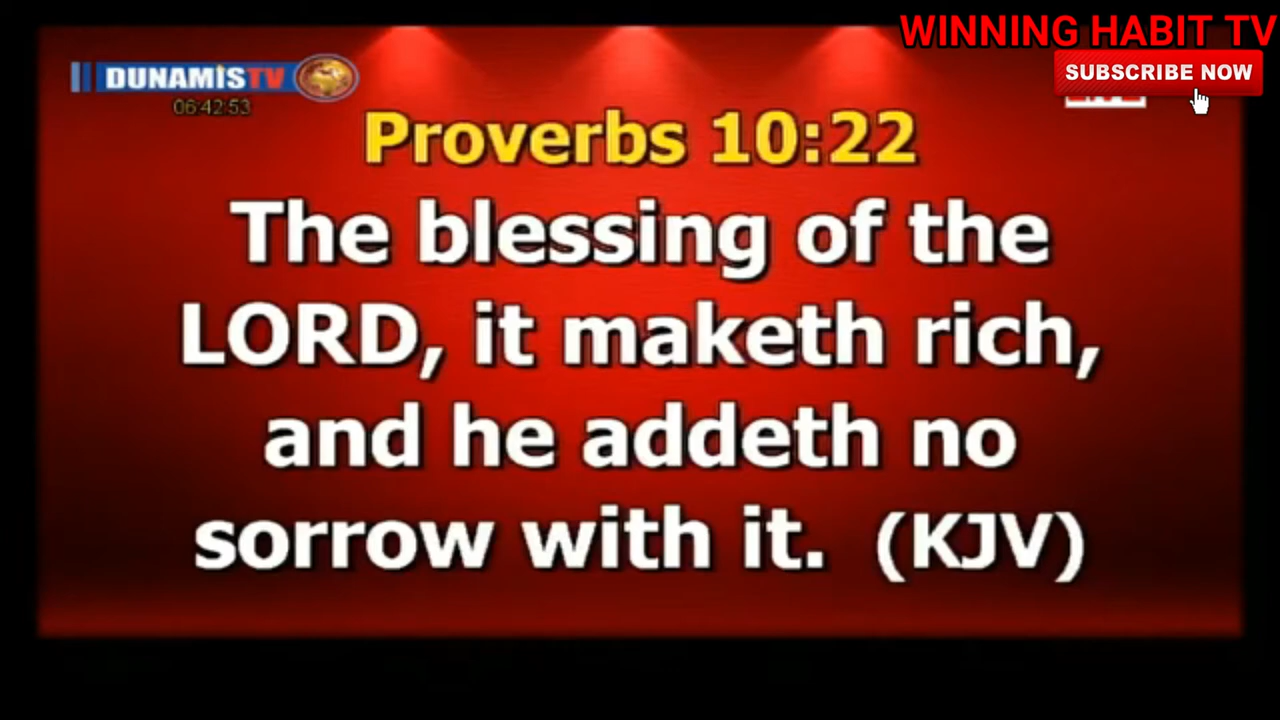 WINNING HABIT TV
DUNAMIS TV
SUBSCRIBE NOW
06:42:53
Proverbs 10:22
The blessing of the
LORD, it maketh rich,
and he addeth no
sorrow with it. (KJV)